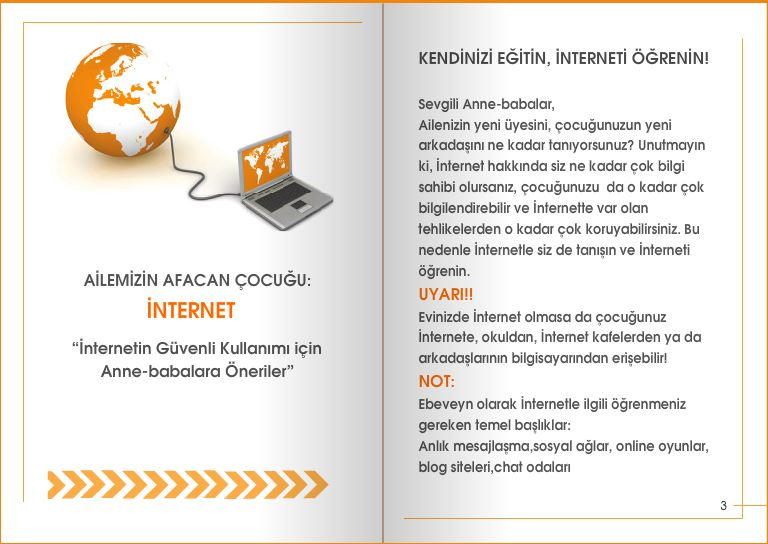 AİLEMİZİN AFACAN ÇOCUĞU:
İNTERNET
“İnternetin Güvenli Kullanımı için
Anne-babalara Öneriler”
KENDİNİZİ EĞİTİN, İNTERNETİ ÖĞRENİN!
Sevgili Anne-babalar,
Ailenizin yeni üyesini, çocuğunuzun yeni
arkadaşını ne kadar tanıyorsunuz? Unutmayın
ki, İnternet hakkında siz ne kadar çok bilgi
sahibi olursanız, çocuğunuzu  da o kadar çok
bilgilendirebilir ve İnternette var olan
tehlikelerden o kadar çok koruyabilirsiniz. Bu
nedenle İnternetle siz de tanışın ve İnterneti
öğrenin.
UYARI!!
Evinizde İnternet olmasa da çocuğunuz
İnternete, okuldan, İnternet kafelerden ya da
arkadaşlarının bilgisayarından erişebilir!
NOT:
Ebeveyn olarak İnternetle ilgili öğrenmeniz
gereken temel başlıklar:
Anlık mesajlaşma,sosyal ağlar, online oyunlar,
blog siteleri,chat odaları
3